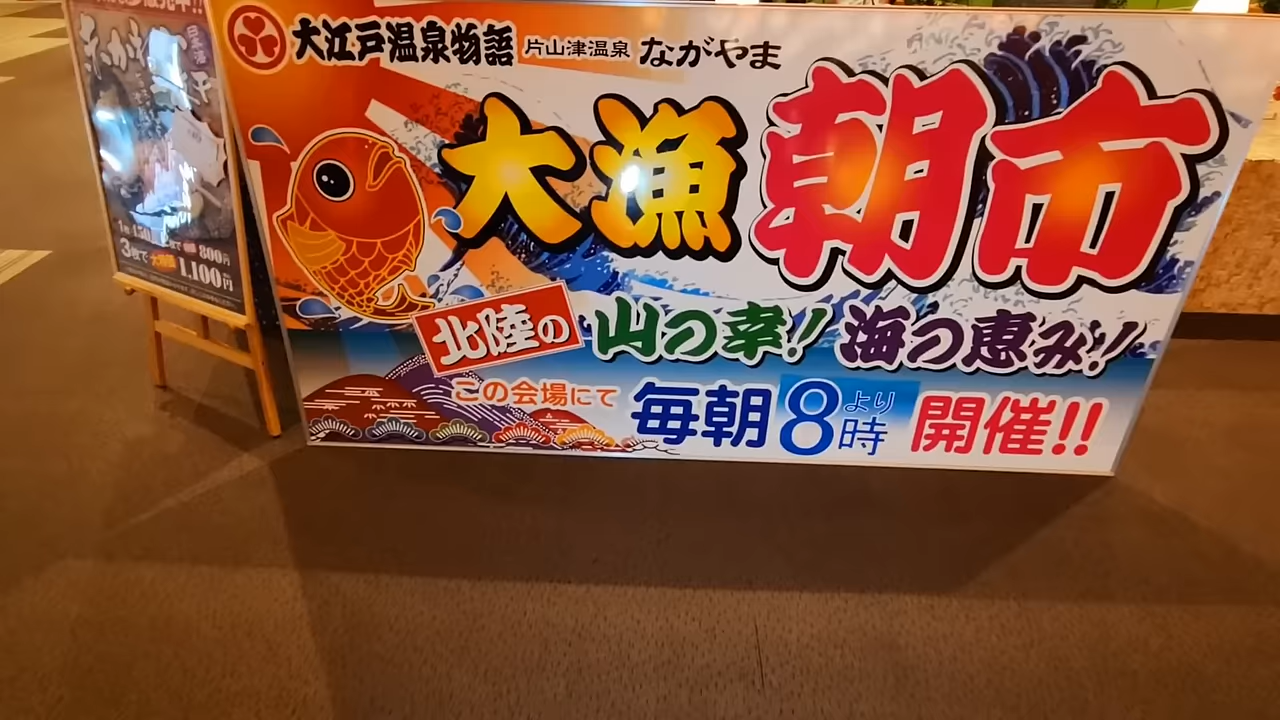 大江戸温泉物語 片山津温泉 ながやま
大漁 朝市
北陸の 山の幸! 海の恵み!
この会場にて 毎朝8時より 開催!!
800円
3枚で 1,100円